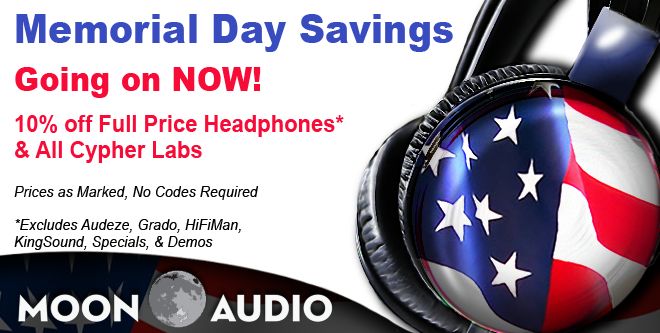 Memorial Day Savings
Going on NOW!
10% off Full Price Headphones*
& All Cypher Labs
Prices as Marked, No Codes Required
*Excludes Audeze, Grado, HiFiMan,
KingSound, Specials, & Demos
MOON AUDIO